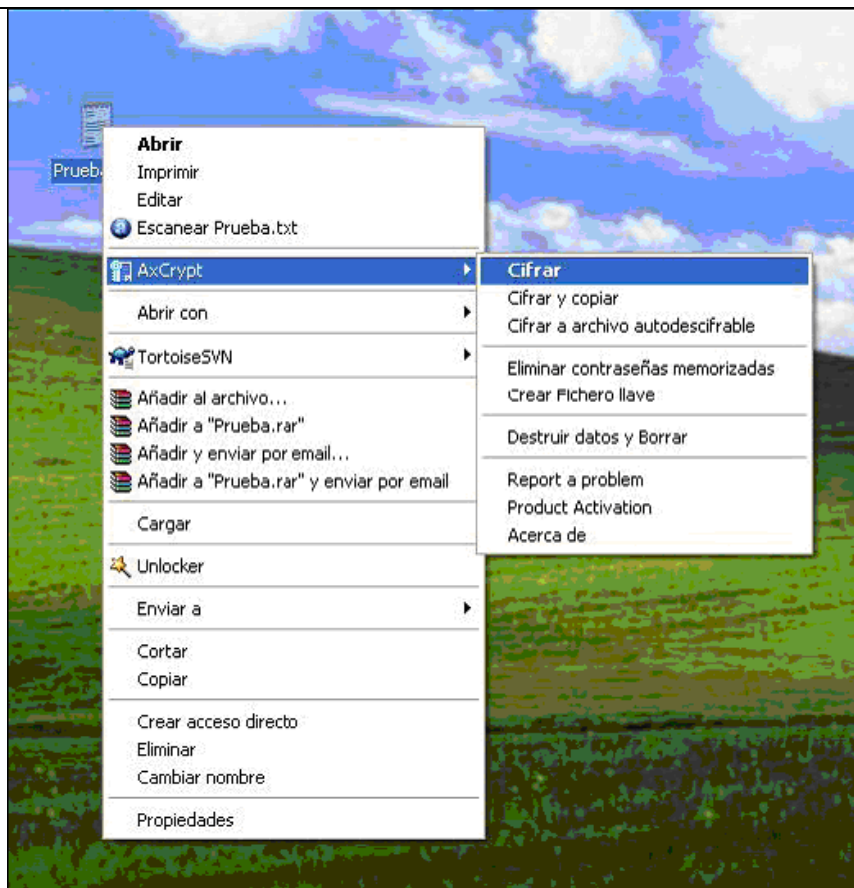 Prueb
Abrir
Imprimir
Editar
Escanear Prueba.txt
AxCrypt
Abrir con
TortoiseSVN
Añadir al archivo...
Añadir a "Prueba.rar"
Añadir y enviar por email...
Añadir a "Prueba.rar" y enviar por email
Cargar
Unlocker
Enviar a
Cortar
Copiar
Crear acceso directo
Eliminar
Cambiar nombre
Propiedades
Cifrar
Cifrar y copiar
Cifrar a archivo autodescifrable
Eliminar contraseñas memorizadas
Crear Fichero llave
Destruir datos y Borrar
Report a problem
Product Activation
Acerca de